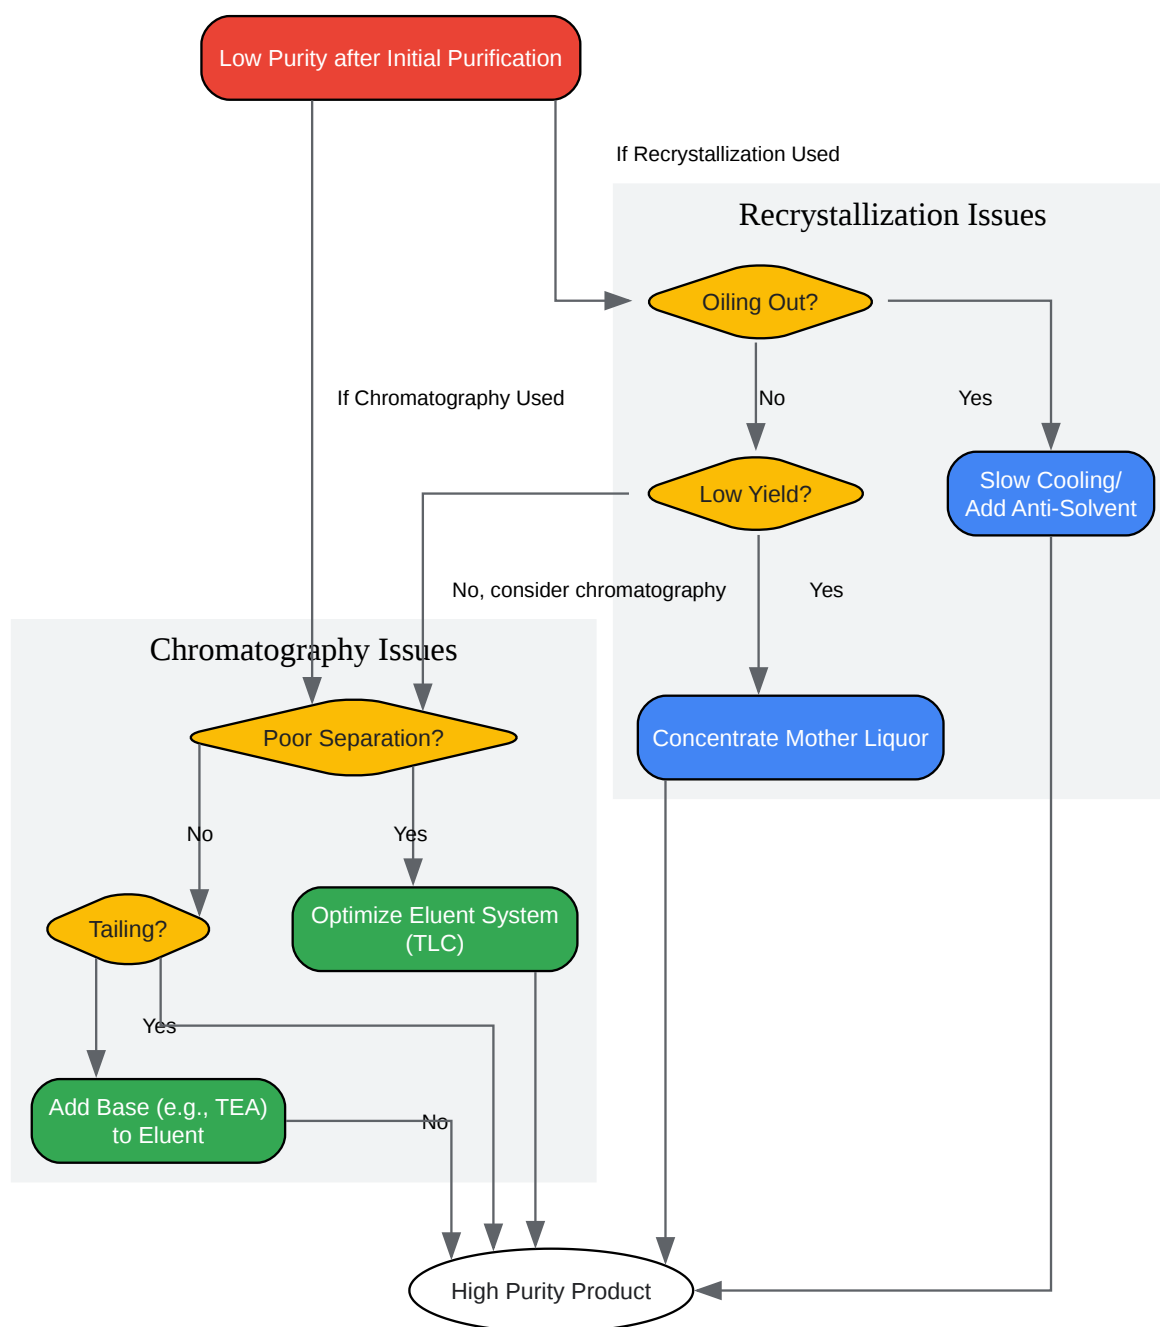 Low Purity after Initial Purification
If Recrystallization Used
Recrystallization Issues
Oiling Out?
If Chromatography Used
No
Yes
Low Yield?
Slow Cooling/
Add Anti-Solvent
No, consider chromatography
Yes
Chromatography Issues
Poor Separation?
Concentrate Mother Liquor
No
Yes
Tailing?
Optimize Eluent System
(TLC)
Yes
Add Base (e.g., TEA)
to Eluent
No
High Purity Product